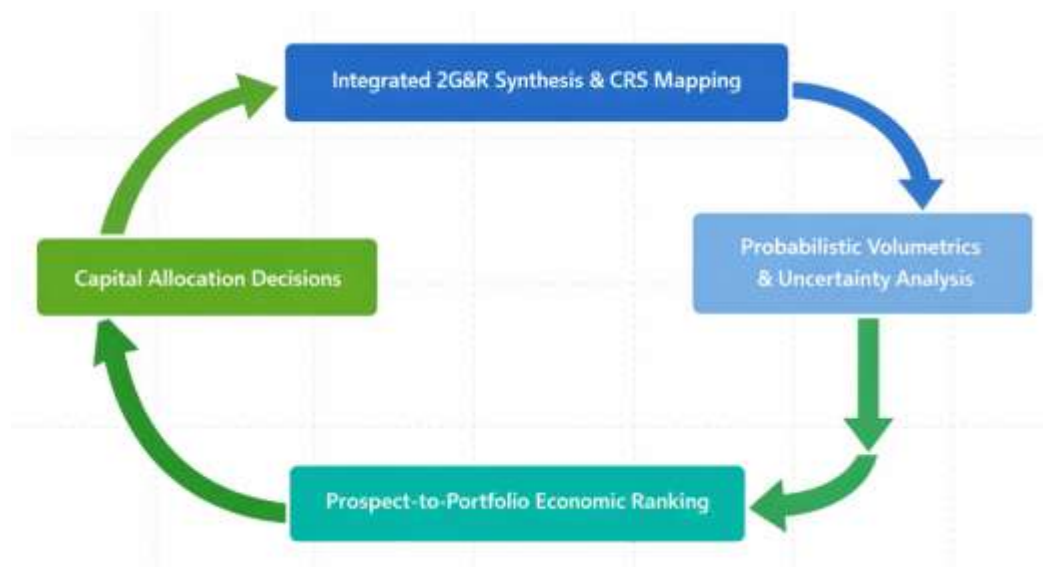 Integrated 2G&R Synthesis & CRS Mapping
Probabilistic Volumetrics
& Uncertainty Analysis
Capital Allocation Decisions
Prospect-to-Portfolio Economic Ranking